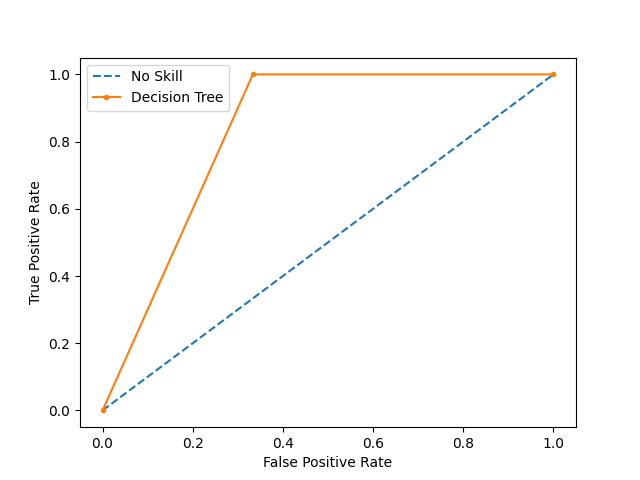 No Skill
Decision Tree
True Positive Rate
1.0
0.8
0.6
0.4
0.2
0.0
0.0 0.2 0.4 0.6 0.8 1.0
False Positive Rate